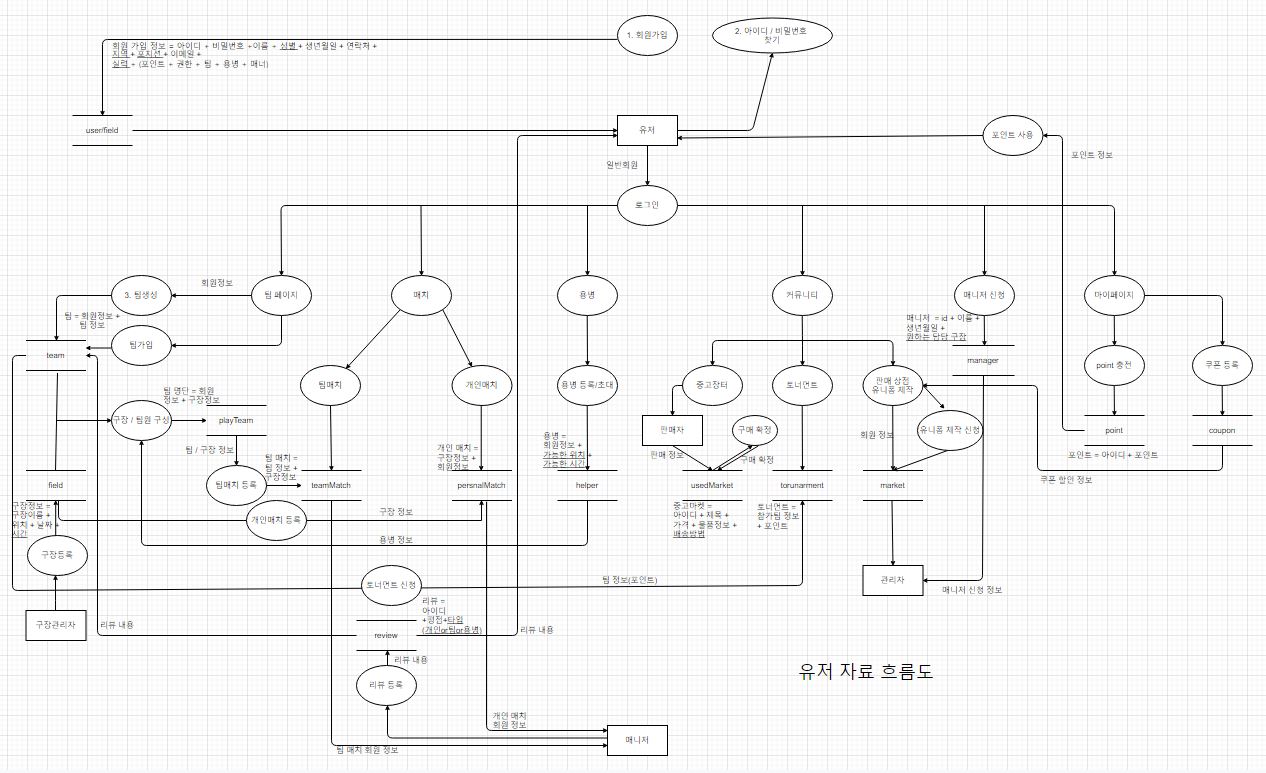 1. 회원가입
2. 아이디 / 비밀번호
찾기
회원 가입 정보 = 아이디 + 비밀번호 +이름 + 성별 + 생년월일 + 연락처 +
지역 + 포지션 + 이메일 +
실력 + (포인트 + 권한 + 팀 + 용병 + 매너)
user/field
유저
포인트 사용
포인트 정보
일반회원
로그인
회원정보
3. 팀생성
팀 페이지
매치
용병
커뮤니티
매니저 신청
마이페이지
팀 = 회원정보 +
팀 정보
매니저 = id + 이름 +
생년월일 +
원하는 담당 구장
팀가입
team
manager
point 충전
쿠폰 등록
팀매치
개인매치
용병 등록/초대
중고장터
토너먼트
판매 상점
유니폼 제작
팀 명단 = 회원
정보 + 구장정보
구장 / 팀원 구성
playTeam
판매자
구매 확정
유니폼 제작 신청
point
coupon
회원 정보
팀 / 구장 정보
개인 매치 =
구장정보 +
회원정보
용병 =
회원정보 +
가능한 위치 +
가능한 시간
판매 정보
구매 확정
포인트 = 아이디 + 포인트
팀 매치 =
팀 정보 +
구장정보
쿠폰 할인 정보
field
팀매치 등록
teamMatch
persnalMatch
helper
usedMarket
torunarment
market
구장정보 =
구장이름 +
위치 + 날짜 +
시간
개인매치 등록
구장 정보
중고마켓 =
아이디 + 제목 +
가격 + 물품정보 +
배송방법
토너먼트 =
참가팀 정보
+ 포인트
용병 정보
구장등록
토너먼트 신청
팀 정보(포인트)
관리자
매니저 신청 정보
구장관리자
리뷰 내용
리뷰 =
아이디
+평점+타입
(개인or팀or용병)
review
리뷰 내용
리뷰 내용
리뷰 등록
유저 자료 흐름도
개인 매치
회원 정보
매니저
팀 매치 회원 정보